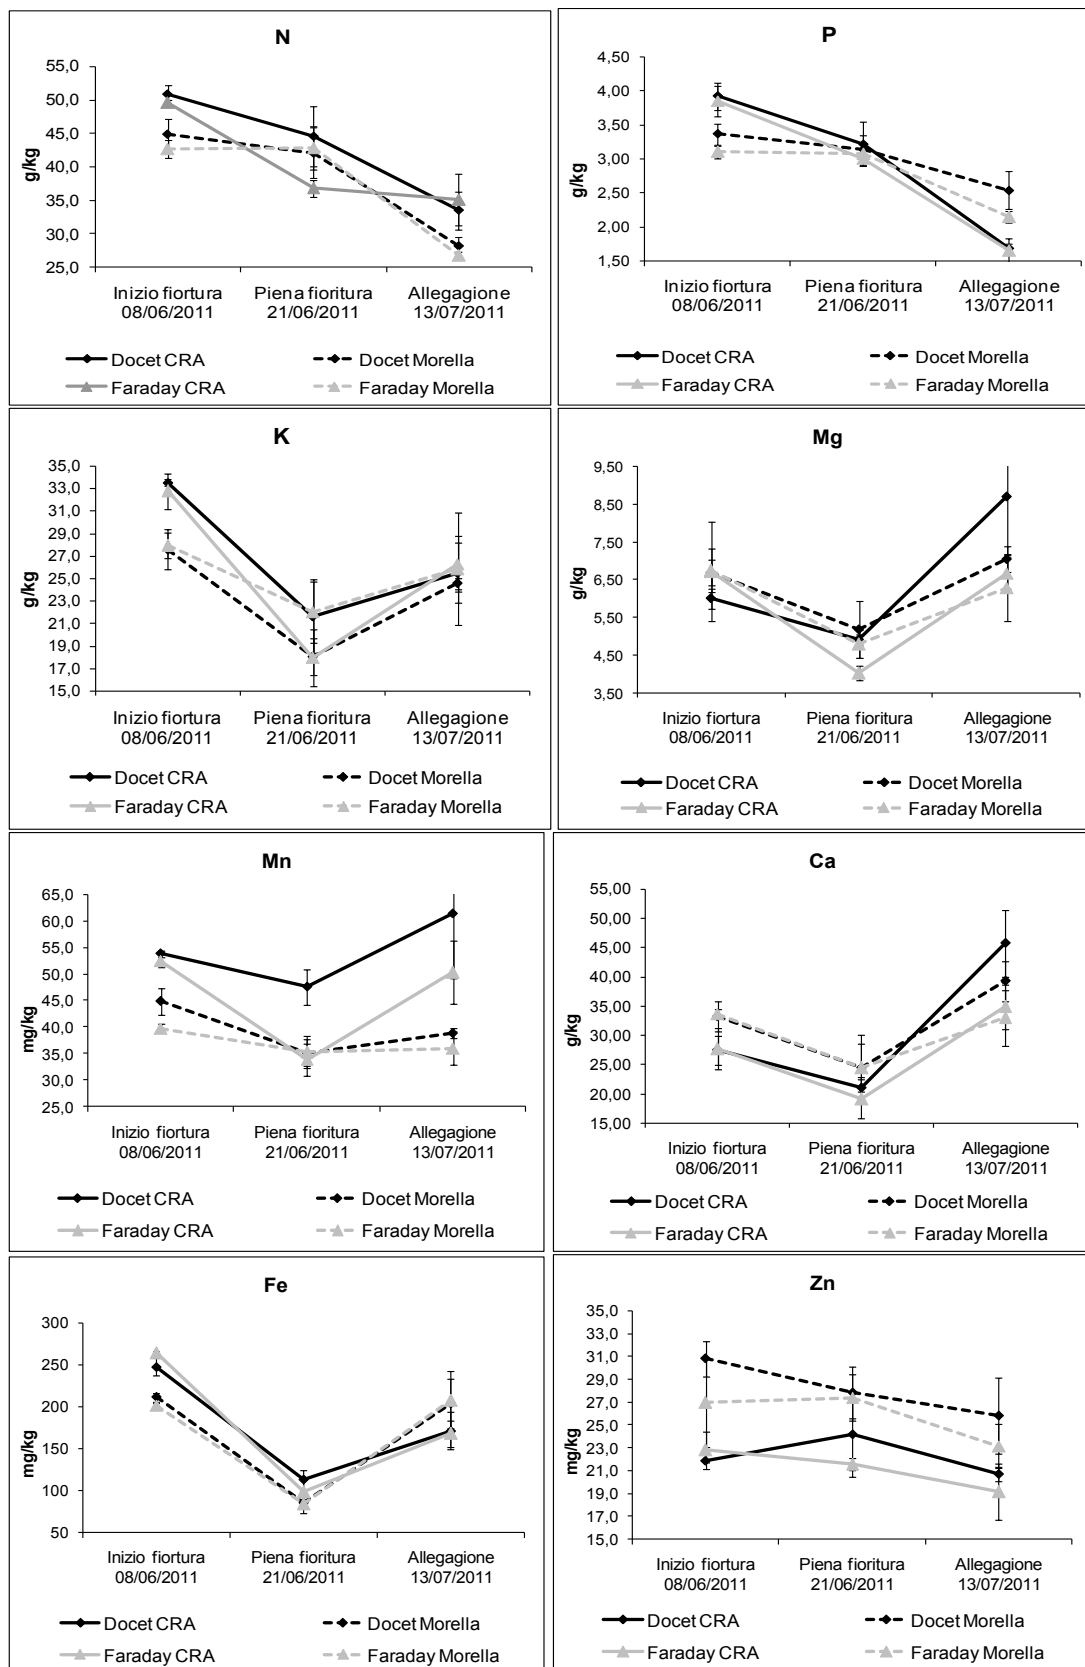 N
g/kg
55,0
50,0
45,0
40,0
35,0
30,0
25,0
Inizio fiortura Piena fioritura Allegagione
08/06/2011 21/06/2011 13/07/2011
Docet CRA Docet Morella
Faraday CRA Faraday Morella
P
g/kg
4,50
4,00
3,50
3,00
2,50
2,00
1,50
Inizio fiortura Piena fioritura Allegagione
08/06/2011 21/06/2011 13/07/2011
Docet CRA Docet Morella
Faraday CRA Faraday Morella
K
g/kg
35,0
33,0
31,0
29,0
27,0
25,0
23,0
21,0
19,0
17,0
15,0
Inizio fiortura Piena fioritura Allegagione
08/06/2011 21/06/2011 13/07/2011
Docet CRA Docet Morella
Faraday CRA Faraday Morella
Mg
g/kg
9,50
8,50
7,50
6,50
5,50
4,50
3,50
Inizio fiortura Piena fioritura Allegagione
08/06/2011 21/06/2011 13/07/2011
Docet CRA Docet Morella
Faraday CRA Faraday Morella
Mn
mg/kg
65,0
60,0
55,0
50,0
45,0
40,0
35,0
30,0
25,0
Inizio fiortura Piena fioritura Allegagione
08/06/2011 21/06/2011 13/07/2011
Docet CRA Docet Morella
Faraday CRA Faraday Morella
Ca
g/kg
55,00
50,00
45,00
40,00
35,00
30,00
25,00
20,00
15,00
Inizio fiortura Piena fioritura Allegagione
08/06/2011 21/06/2011 13/07/2011
Docet CRA Docet Morella
Faraday CRA Faraday Morella
Fe
mg/kg
300
250
200
150
100
50
Inizio fiortura Piena fioritura Allegagione
08/06/2011 21/06/2011 13/07/2011
Docet CRA Docet Morella
Faraday CRA Faraday Morella
Zn
mg/kg
35,0
33,0
31,0
29,0
27,0
25,0
23,0
21,0
19,0
17,0
15,0
Inizio fiortura Piena fioritura Allegagione
08/06/2011 21/06/2011 13/07/2011
Docet CRA Docet Morella
Faraday CRA Faraday Morella